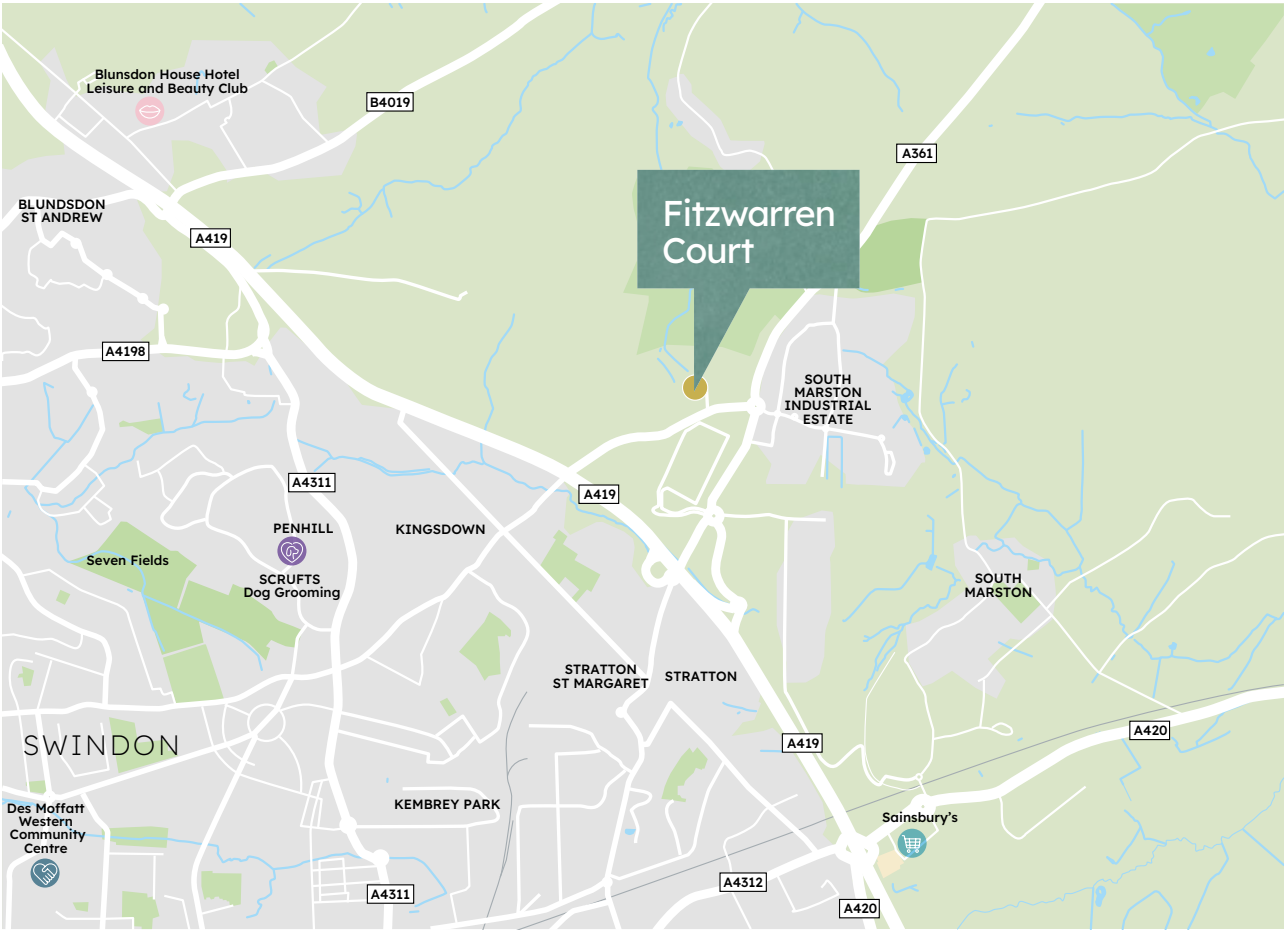 Blunsdon House Hotel
Leisure and Beauty Club
B4019
A361
Fitzwarren
Court
BLUNDSDON
ST ANDREW
A419
A4198
SOUTH
MARSTON
INDUSTRIAL
ESTATE
A4311
A419
PENHILL
KINGSDOWN
Seven Fields
SCRUFTS
Dog Grooming
SOUTH
MARSTON
STRATTON
ST MARGARET
STRATTON
SWINDON
A419
A420
Des Moffatt
Western
Community
Centre
KEMBREY PARK
Sainsbury's
A4311
A4312
A420